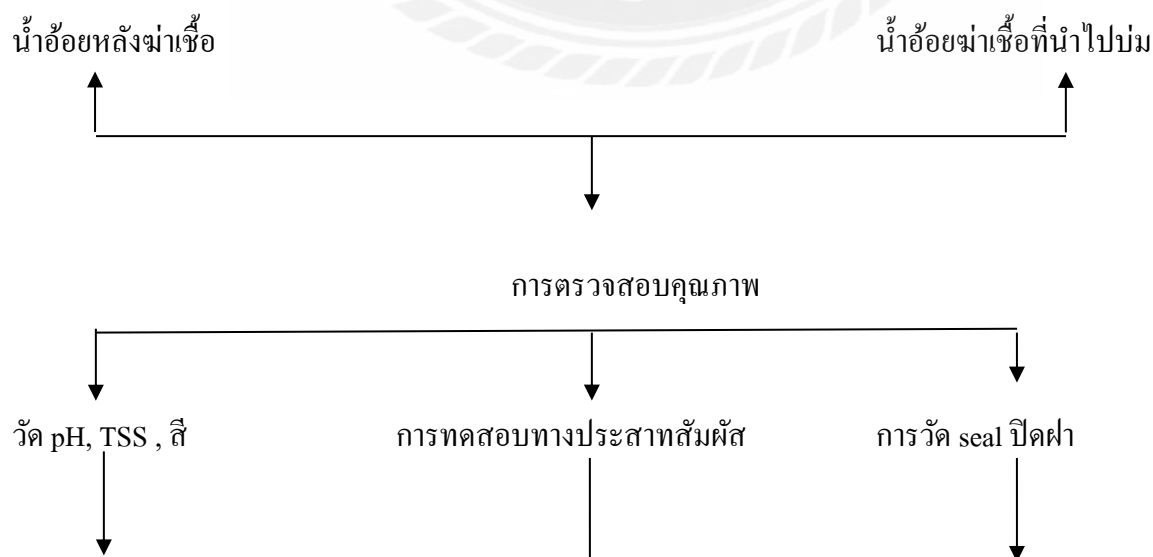 น้ำอ้อยหลังฆ่าเชื้อ
น้ำอ้อยฆ่าเชื้อที่นำไปบ่ม
การตรวจสอบคุณภาพ
วัด pH, TSS , สี
การทดสอบทางประสาทสัมผัส
การวัด seal ปิดฝา